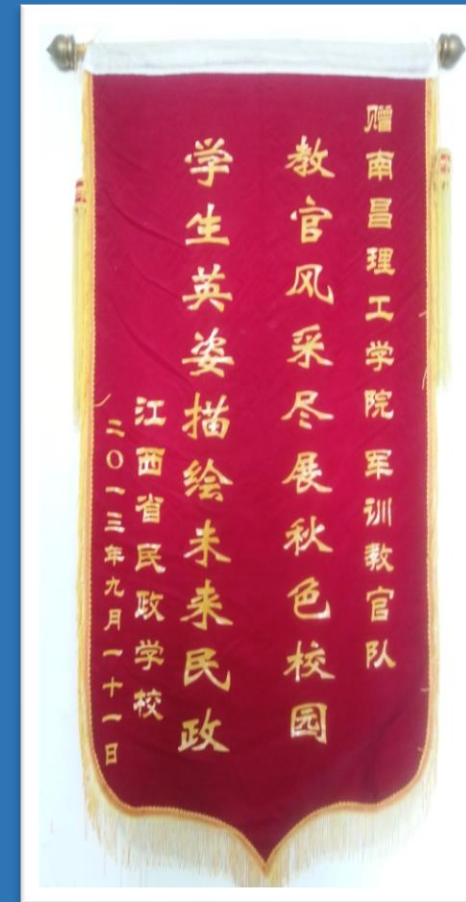 赠南昌理工学院 军训教官队
教官风采尽展秋色校园
学生英姿描绘未来民政
江西省民政学校
二〇一三年九月一十一日